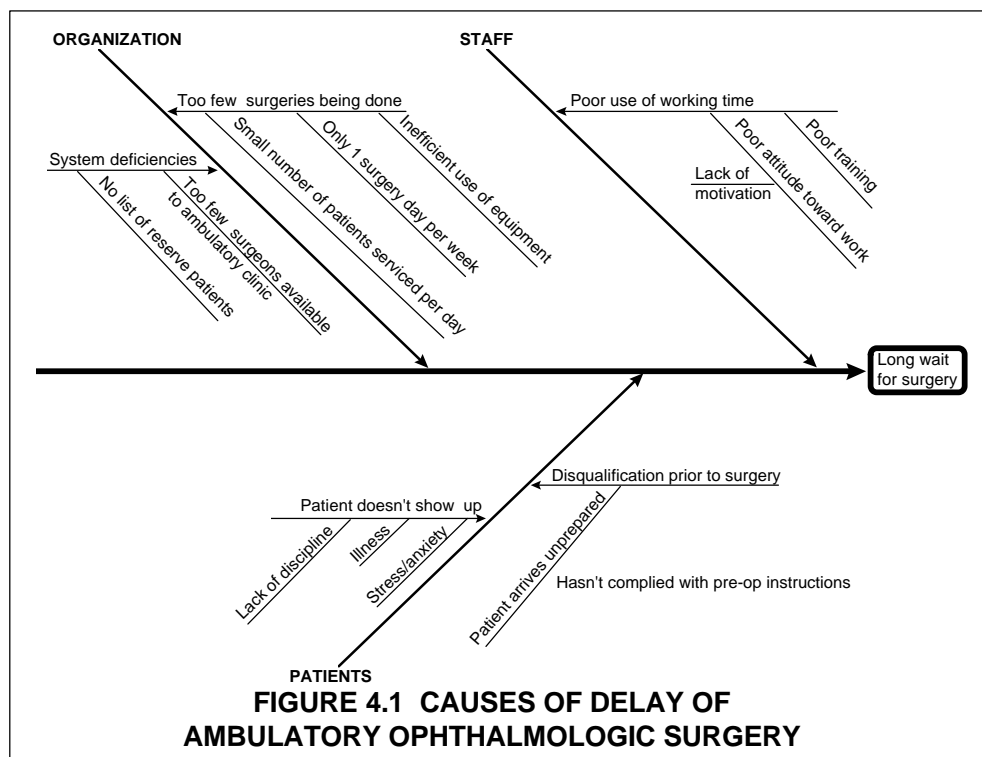 ORGANIZATION
STAFF
Too few surgeries being done
Poor use of working time
Small number of patients serviced per day
Only 1 surgery day per week
Inefficient use of equipment
System deficiencies
No list of reserve patients
Too few surgeons available
to ambulatory clinic
Lack of
motivation
Poor attitude toward work
Poor training
Long wait
for surgery
Disqualification prior to surgery
Patient doesn't show up
Lack of discipline
Illness
Stress/anxiety
Patient arrives unprepared
Hasn't complied with pre-op instructions
PATIENTS
FIGURE 4.1 CAUSES OF DELAY OF
AMBULATORY OPHTHALMOLOGIC SURGERY